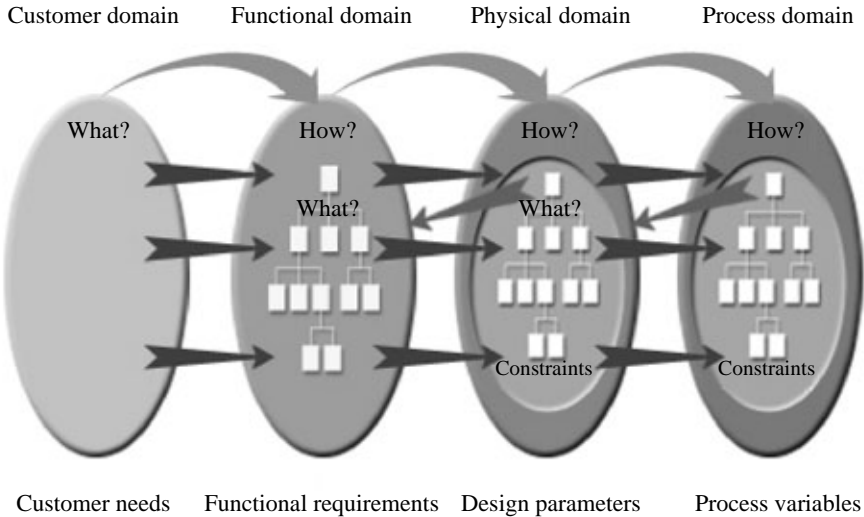 Customer domain Functional domain Physical domain Process domain
What? How? How? How?
What? What?
Constraints Constraints
Customer needs Functional requirements Design parameters Process variables